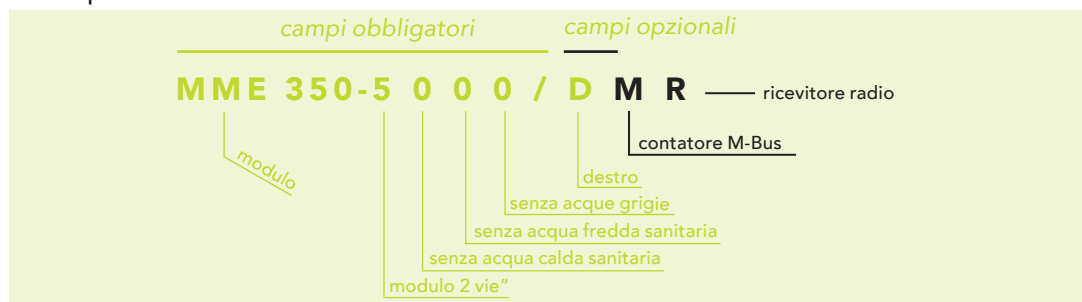 campi obbligatori campi opzionali
MME 350-5 0 0 0 / D M R ricevitore radio
contatore M-Bus
modulo
destro
senza acque grigie
senza acqua fredda sanitaria
senza acqua calda sanitaria
modulo 2 vie”